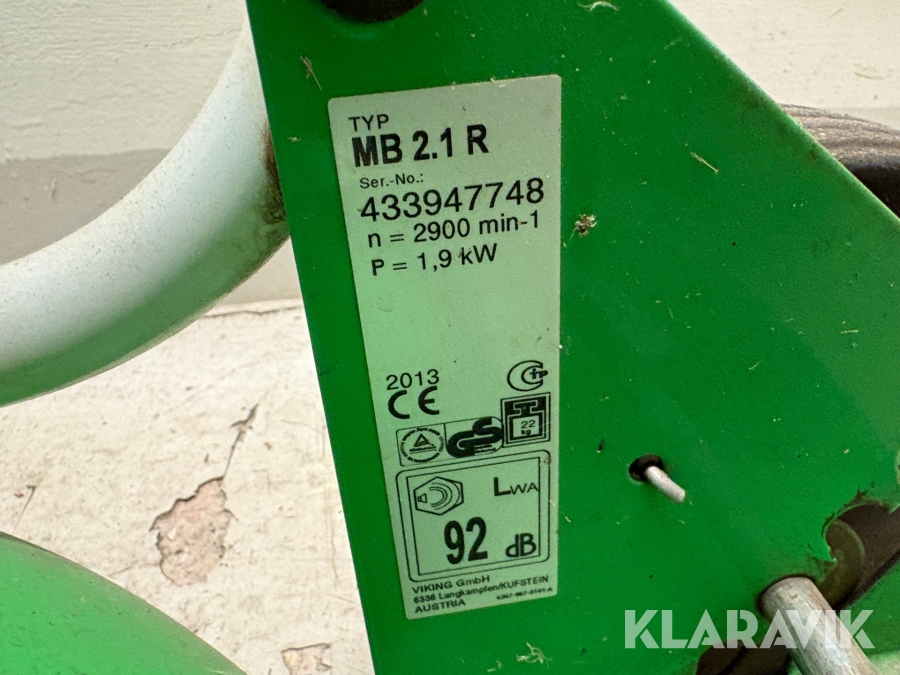 TYP
MB 2.1 R
Ser.-No.:
433947748
n = 2900 min-1
P = 1,9 kW
2013
CE
22
kg
LWA
92 dB
VIKING GmbH
6336 Langkampfen/KUFSTEIN
AUSTRIA
KLARAVIK